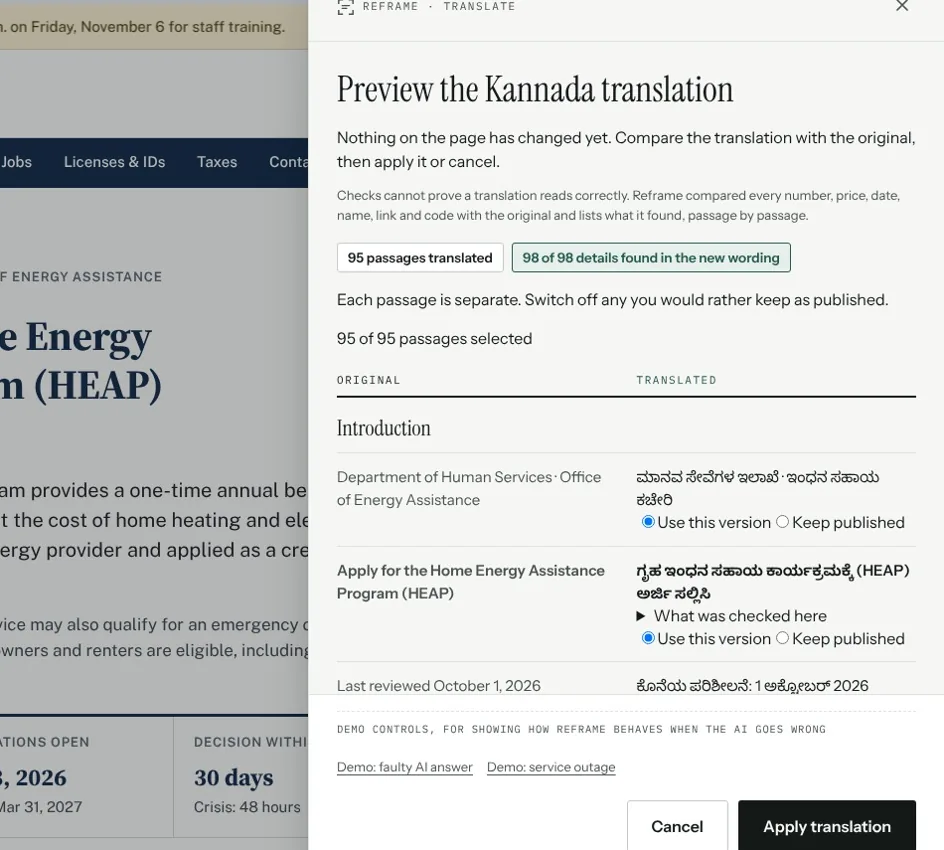 n. on Friday, November 6 for staff training.
Jobs Licenses & IDs Taxes Conta
F ENERGY ASSISTANCE
e Energy
m (HEAP)
am provides a one-time annual be
t the cost of home heating and ele
ergy provider and applied as a cre
vice may also qualify for an emergency c
owners and renters are eligible, including
ATIONS OPEN
3, 2026
Mar 31, 2027
DECISION WITHI
30 days
Crisis: 48 hours
REFRAME · TRANSLATE
Preview the Kannada translation
Nothing on the page has changed yet. Compare the translation with the original,
then apply it or cancel.
Checks cannot prove a translation reads correctly. Reframe compared every number, price, date,
name, link and code with the original and lists what it found, passage by passage.
95 passages translated
98 of 98 details found in the new wording
Each passage is separate. Switch off any you would rather keep as published.
95 of 95 passages selected
ORIGINAL
TRANSLATED
Introduction
Department of Human Services · Office
of Energy Assistance
ಮಾನವ ಸೇವೆಗಳ ಇಲಾಖೆ · ಇಂಧನ ಸಹಾಯ
ಕಚೇರಿ
Use this version Keep published
Apply for the Home Energy Assistance
Program (HEAP)
ಗೃಹ ಇಂಧನ ಸಹಾಯ ಕಾರ್ಯಕ್ರಮಕ್ಕೆ (HEAP)
ಅರ್ಜಿ ಸಲ್ಲಿಸಿ
What was checked here
Use this version Keep published
Last reviewed October 1, 2026
ಕೊನೆಯ ಪರಿಶೀಲನೆ: 1 ಅಕ್ಟೋಬರ್ 2026
DEMO CONTROLS, FOR SHOWING HOW REFRAME BEHAVES WHEN THE AI GOES WRONG
Demo: faulty AI answer
Demo: service outage
Cancel
Apply translation